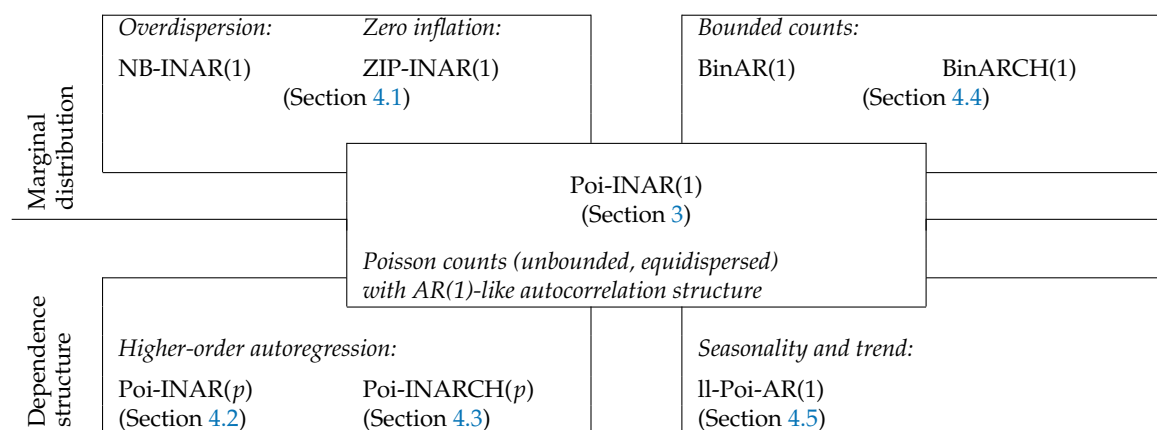 Overdispersion: Zero inflation:
NB-INAR(1) ZIP-INAR(1)
(Section 4.1)
Bounded counts:
BinAR(1) BinARCH(1)
(Section 4.4)
Marginal
distribution
Poi-INAR(1)
(Section 3)
Poisson counts (unbounded, equidispersed)
with AR(1)-like autocorrelation structure
Dependence
structure
Higher-order autoregression:
Poi-INAR(p) Poi-INARCH(p)
(Section 4.2) (Section 4.3)
Seasonality and trend:
ll-Poi-AR(1)
(Section 4.5)